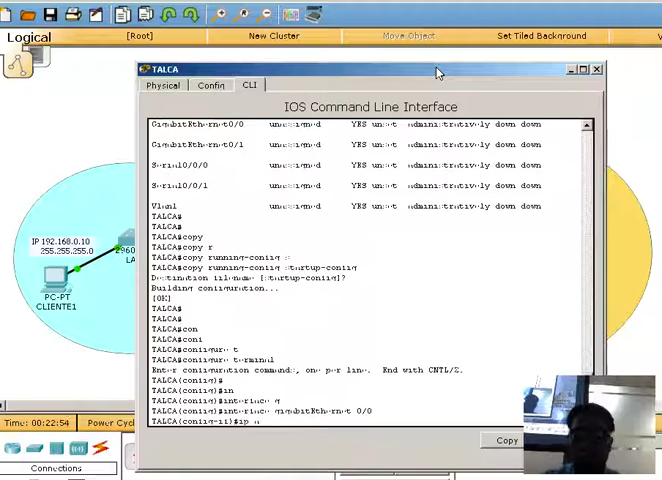 Logical
[Root]
New Cluster
Move Object
Set Tiled Background
TALCA
Physical
Config
CLI
IOS Command Line Interface
GigabitEthernet0/0 unassigned YES unset administratively down down
GigabitEthernet0/1 unassigned YES unset administratively down down
Serial0/0/0 unassigned YES unset administratively down down
Serial0/0/1 unassigned YES unset administratively down down
Vlan1 unassigned YES unset administratively down down
TALCA#
TALCA#
TALCA#copy
TALCA#copy r
TALCA#copy running-config s
TALCA#copy running-config startup-config
Destination filename [startup-config]?
Building configuration...
[OK]
TALCA#
TALCA#
TALCA#con
TALCA#conf
TALCA#configure t
TALCA#configure terminal
Enter configuration commands, one per line. End with CNTL/Z.
TALCA(config)#
TALCA(config)#in
TALCA(config)#interface g
TALCA(config)#interface gigabitEthernet 0/0
TALCA(config-if)#ip a
Copy
IP 192.168.0.10
255.255.255.0
2960
LA
PC-PT
CLIENTE1
Time: 00:22:54
Power Cyc
Connections